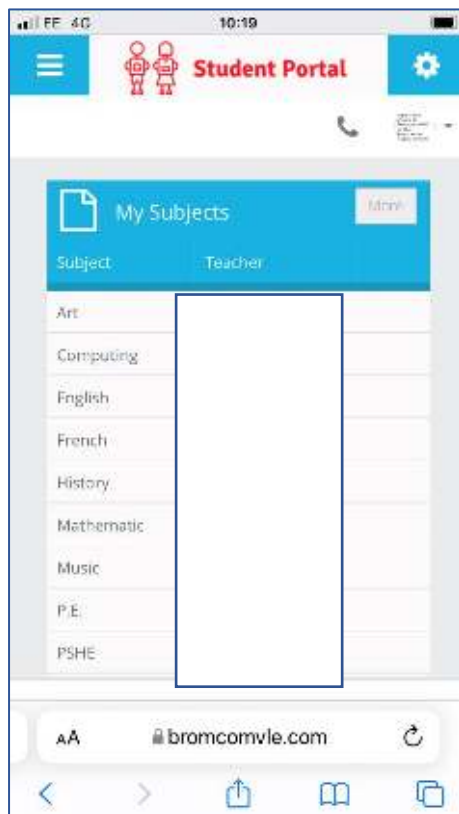 EE 4G 10:19
Student Portal
My Subjects More
Subject Teacher
Art
Computing
English
French
History
Mathematic
Music
P.E.
PSHE
AA bromcomvle.com